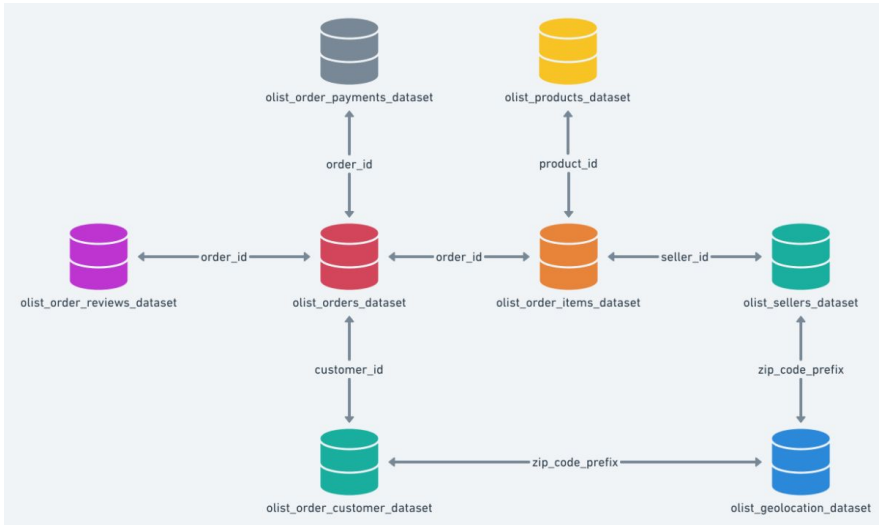 olist_order_payments_dataset
olist_products_dataset
order_id
product_id
order_id
order_id
seller_id
olist_order_reviews_dataset
olist_orders_dataset
olist_order_items_dataset
olist_sellers_dataset
customer_id
zip_code_prefix
zip_code_prefix
olist_order_customer_dataset
olist_geolocation_dataset